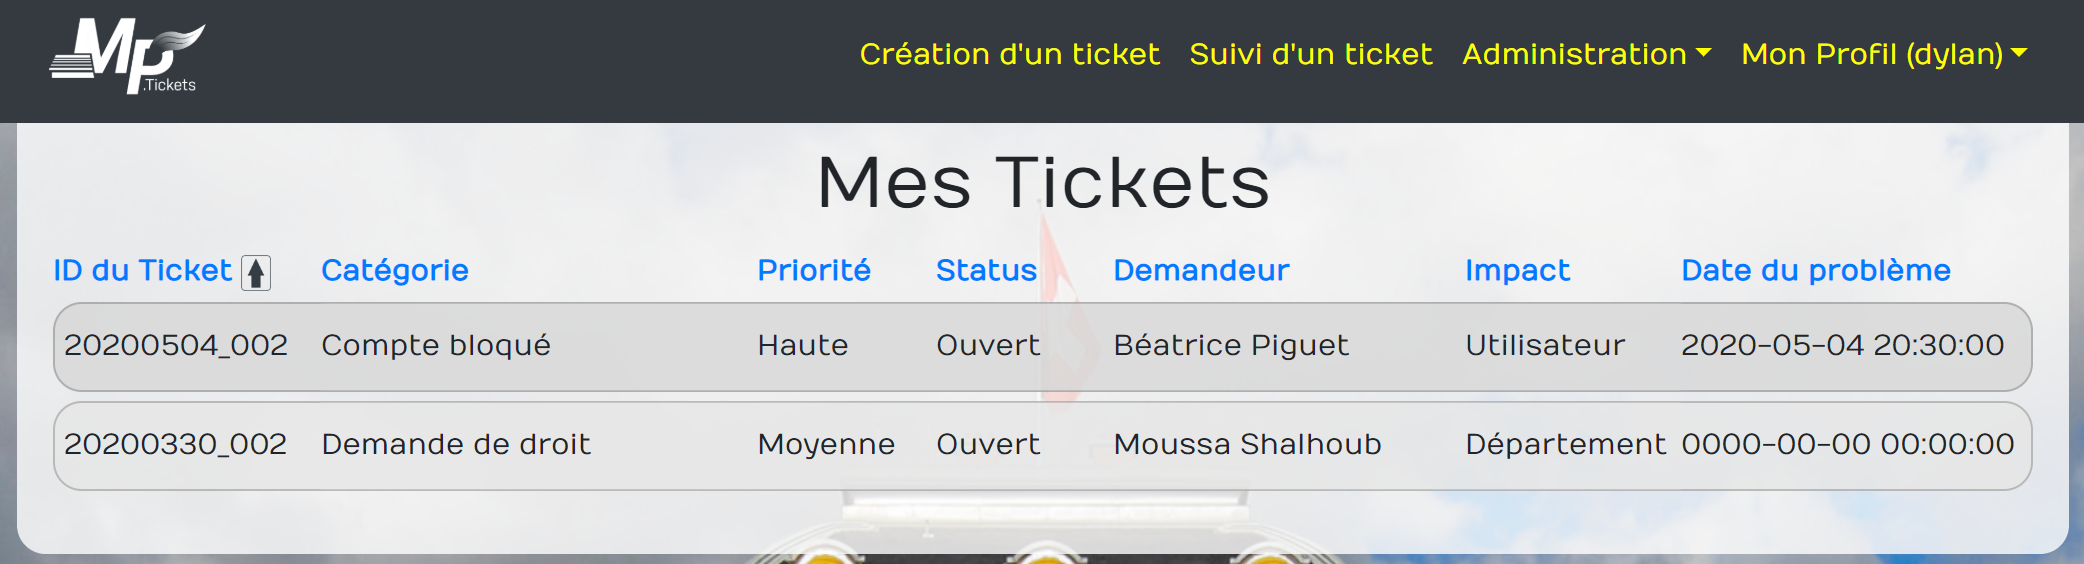 Mp
.Tickets
Création d'un ticket Suivi d'un ticket Administration Mon Profil (dylan)
Mes Tickets
ID du Ticket Catégorie Priorité Status Demandeur Impact Date du problème
20200504_002 Compte bloqué Haute Ouvert Béatrice Piguet Utilisateur 2020-05-04 20:30:00
20200330_002 Demande de droit Moyenne Ouvert Moussa Shalhoub Département 0000-00-00 00:00:00